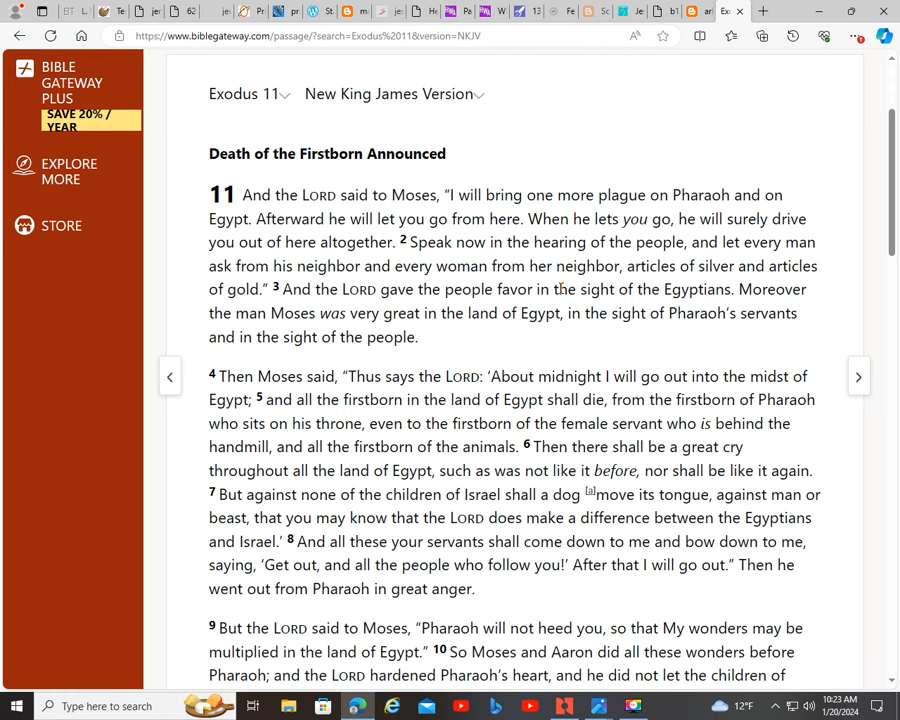 BT
L
Te
jer
62
je
Pr
pr
St.
m
je
He
Pa
W
13
Fe
Sc
Je
b1
ar
Ex
https://www.biblegateway.com/passage/?search=Exodus%2011&version=NKJV
BIBLE
GATEWAY
PLUS
SAVE 20% /
YEAR
EXPLORE
MORE
STORE
Exodus 11 New King James Version
Death of the Firstborn Announced
11 And the LORD said to Moses, “I will bring one more plague on Pharaoh and on
Egypt. Afterward he will let you go from here. When he lets you go, he will surely drive
you out of here altogether. 2 Speak now in the hearing of the people, and let every man
ask from his neighbor and every woman from her neighbor, articles of silver and articles
of gold.” 3 And the LORD gave the people favor in the sight of the Egyptians. Moreover
the man Moses was very great in the land of Egypt, in the sight of Pharaoh’s servants
and in the sight of the people.
4 Then Moses said, “Thus says the LORD: ‘About midnight I will go out into the midst of
Egypt; 5 and all the firstborn in the land of Egypt shall die, from the firstborn of Pharaoh
who sits on his throne, even to the firstborn of the female servant who is behind the
handmill, and all the firstborn of the animals. 6 Then there shall be a great cry
throughout all the land of Egypt, such as was not like it before, nor shall be like it again.
7 But against none of the children of Israel shall a dog [a]move its tongue, against man or
beast, that you may know that the LORD does make a difference between the Egyptians
and Israel.’ 8 And all these your servants shall come down to me and bow down to me,
saying, ‘Get out, and all the people who follow you!’ After that I will go out.” Then he
went out from Pharaoh in great anger.
9 But the LORD said to Moses, “Pharaoh will not heed you, so that My wonders may be
multiplied in the land of Egypt.” 10 So Moses and Aaron did all these wonders before
Pharaoh; and the LORD hardened Pharaoh’s heart, and he did not let the children of
Type here to search
12°F
10:23 AM
1/20/2024